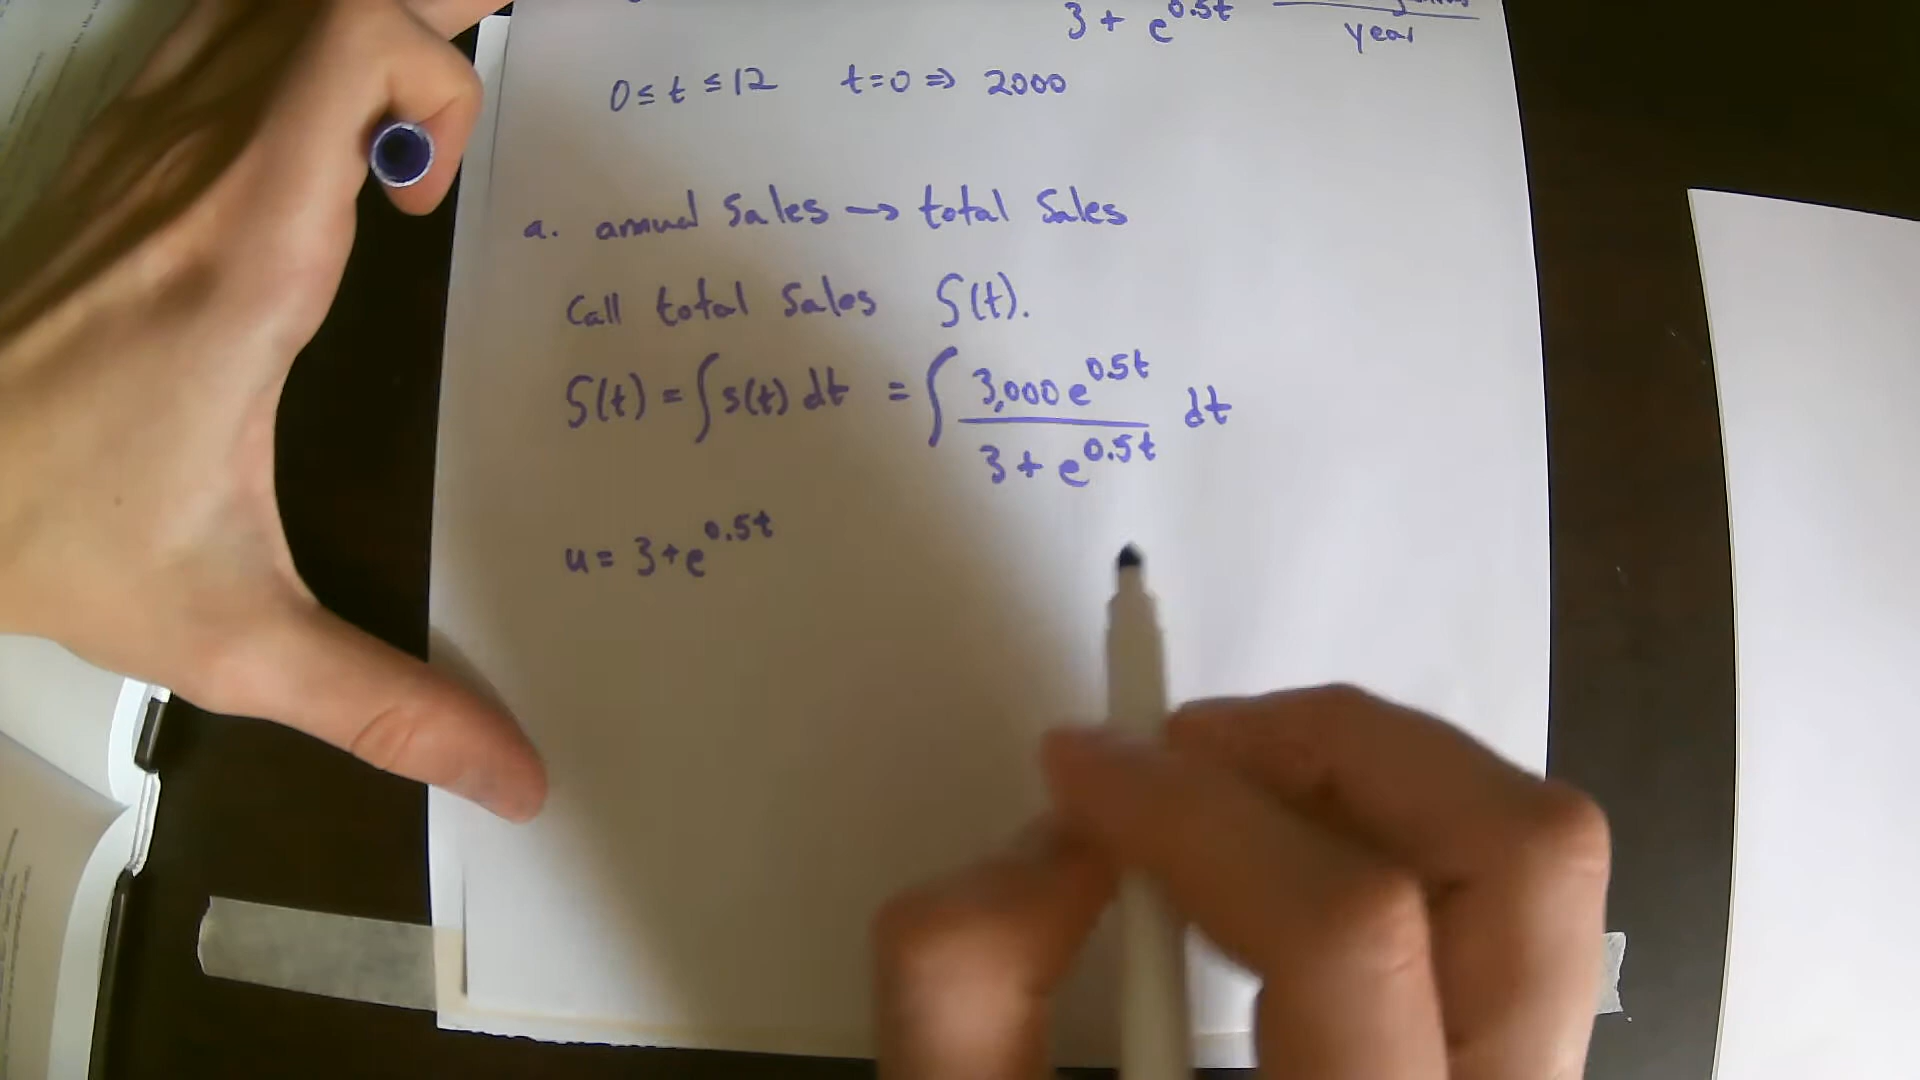 3 + e^0.5t year
0 ≤ t ≤ 12 t=0 ⇒ 2000
a. annual Sales → total Sales
Call total Sales S(t).
S(t) = ∫s(t) dt = ∫ 3,000 e^0.5t / 3 + e^0.5t dt
u = 3+e^0.5t